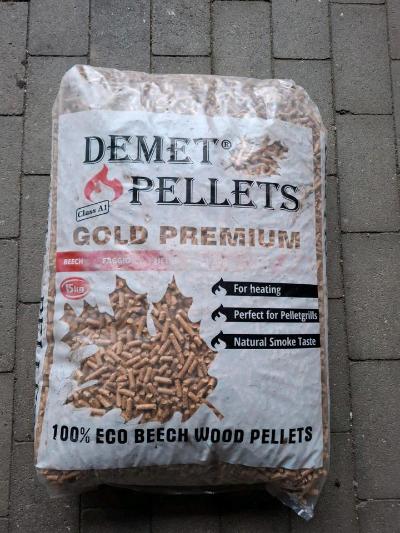 DEMET®
PELLETS
Class A1
GOLD PREMIUM
BEECH FAGGIO
15kg
For heating
Perfect for Pelletgrills
Natural Smoke Taste
100% ECO BEECH WOOD PELLETS